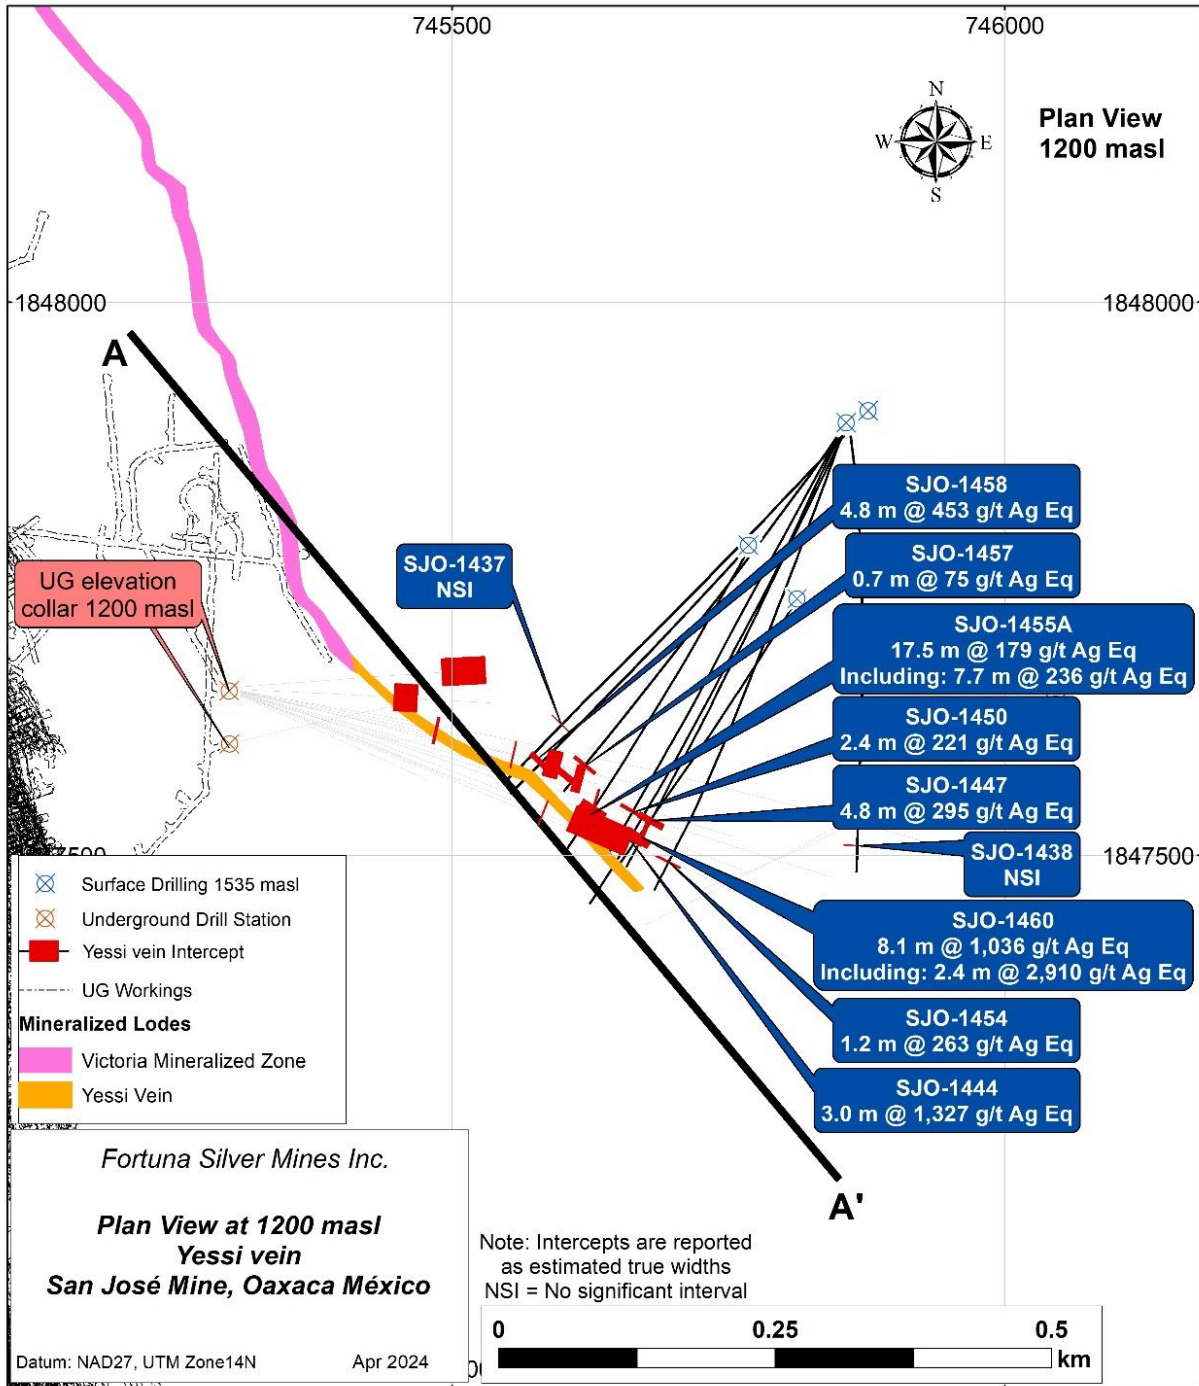 745500
746000
N
W
E
S
Plan View
1200 masl
1848000
1848000
A
SJO-1458
4.8 m @ 453 g/t Ag Eq
SJO-1437
NSI
SJO-1457
0.7 m @ 75 g/t Ag Eq
UG elevation
collar 1200 masl
SJO-1455A
17.5 m @ 179 g/t Ag Eq
Including: 7.7 m @ 236 g/t Ag Eq
SJO-1450
2.4 m @ 221 g/t Ag Eq
SJO-1447
4.8 m @ 295 g/t Ag Eq
1847500
SJO-1438
NSI
SJO-1460
8.1 m @ 1,036 g/t Ag Eq
Including: 2.4 m @ 2,910 g/t Ag Eq
SJO-1454
1.2 m @ 263 g/t Ag Eq
SJO-1444
3.0 m @ 1,327 g/t Ag Eq
A'
Surface Drilling 1535 masl
Underground Drill Station
Yessi vein Intercept
UG Workings
Mineralized Lodes
Victoria Mineralized Zone
Yessi Vein
Fortuna Silver Mines Inc.
Plan View at 1200 masl
Yessi vein
San José Mine, Oaxaca México
Datum: NAD27, UTM Zone14N
Apr 2024
Note: Intercepts are reported
as estimated true widths
NSI = No significant interval
0
0.25
0.5
km